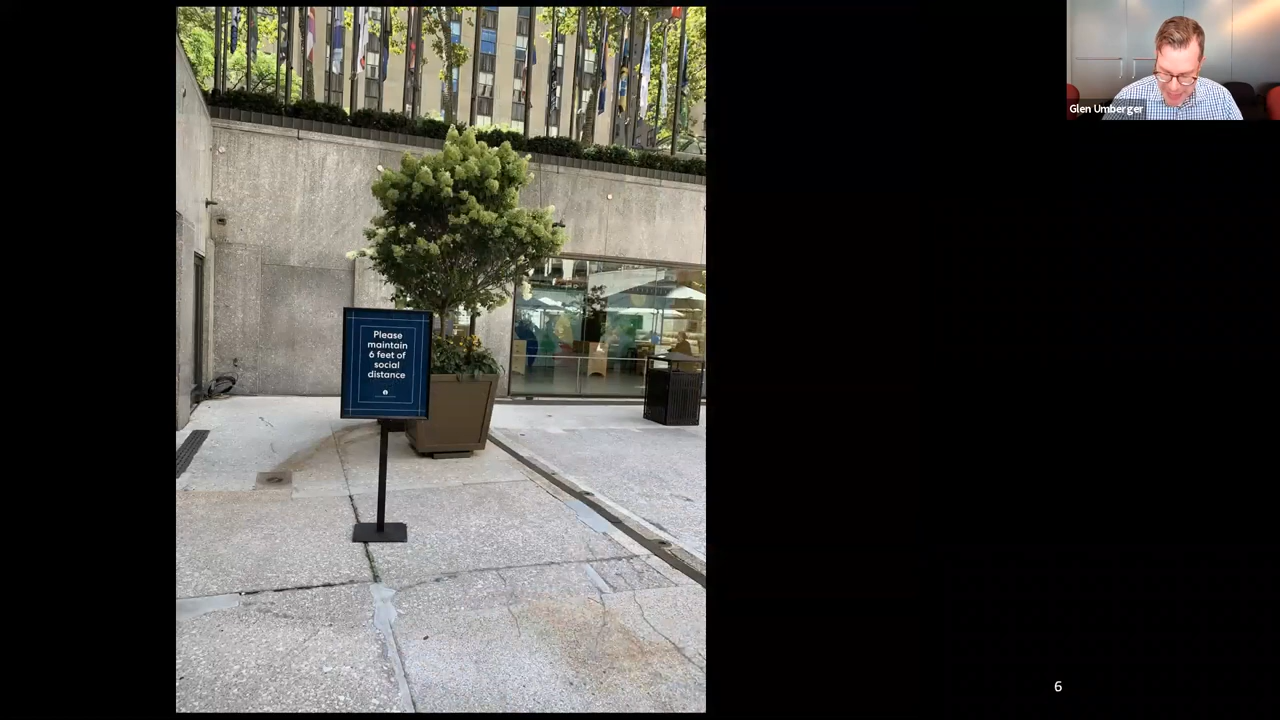 Glen Umberger
Please
maintain
6 feet of
social
distance
6